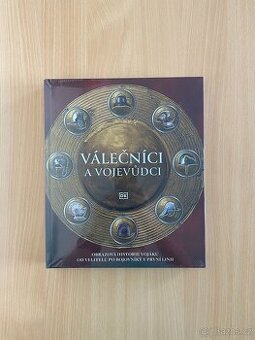 VÁLEČNÍCI
A VOJEVŮDCI
DK
OBRAZOVÁ HISTORIE VOJÁKŮ
OD VELITELŮ PO BOJOVNÍKY V PRVNÍ LINII